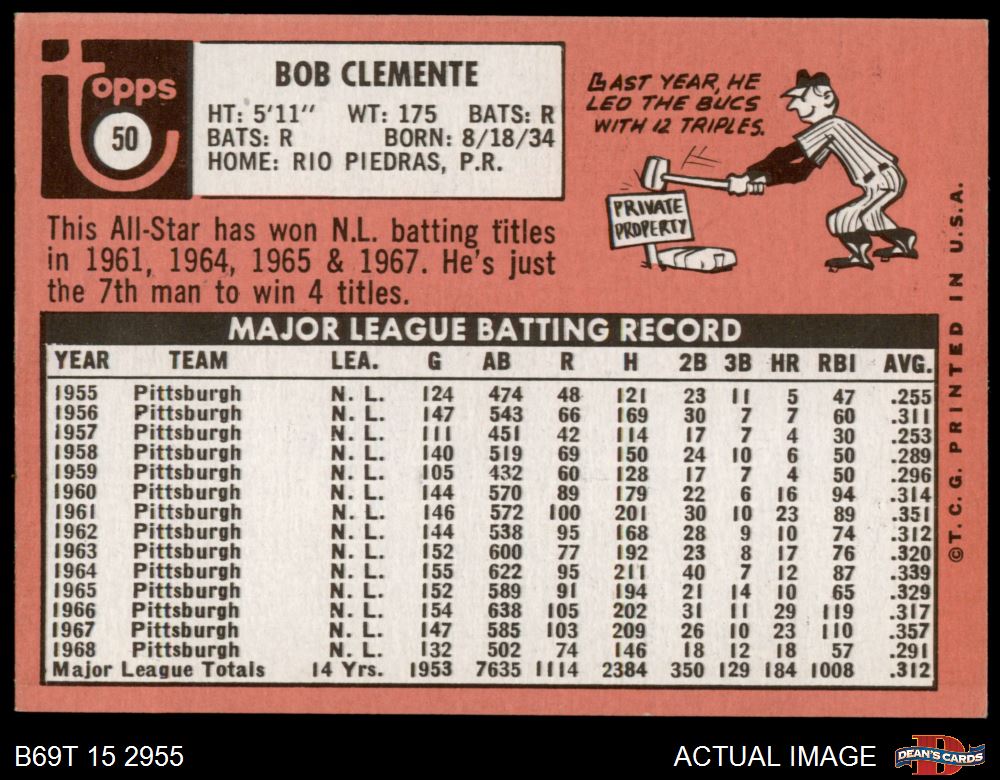 topps
50
BOB CLEMENTE
HT: 5'11" WT: 175 BATS: R
BATS: R BORN: 8/18/34
HOME: RIO PIEDRAS, P.R.
LAST YEAR, HE
LED THE BUCS
WITH 12 TRIPLES.
PRIVATE
PROPERTY
This All-Star has won N.L. batting titles
in 1961, 1964, 1965 & 1967. He's just
the 7th man to win 4 titles.
MAJOR LEAGUE BATTING RECORD
YEAR TEAM LEA. G AB R H 2B 3B HR RBI AVG.
1955 Pittsburgh N. L. 124 474 48 121 23 11 5 47 .255
1956 Pittsburgh N. L. 147 543 66 169 30 7 7 60 .311
1957 Pittsburgh N. L. 111 451 42 114 17 7 4 30 .253
1958 Pittsburgh N. L. 140 519 69 150 24 10 6 50 .289
1959 Pittsburgh N. L. 105 432 60 128 17 7 4 50 .296
1960 Pittsburgh N. L. 144 570 89 179 22 6 16 94 .314
1961 Pittsburgh N. L. 146 572 100 201 30 10 23 89 .351
1962 Pittsburgh N. L. 144 538 95 168 28 9 10 74 .312
1963 Pittsburgh N. L. 152 600 77 192 23 8 17 76 .320
1964 Pittsburgh N. L. 155 622 95 211 40 7 12 87 .339
1965 Pittsburgh N. L. 152 589 91 194 21 14 10 65 .329
1966 Pittsburgh N. L. 154 638 105 202 31 11 29 119 .317
1967 Pittsburgh N. L. 147 585 103 209 26 10 23 110 .357
1968 Pittsburgh N. L. 132 502 74 146 18 12 18 57 .291
Major League Totals 14 Yrs. 1953 7635 1114 2384 350 129 184 1008 .312
©T. C. G. PRINTED IN U.S.A.
B69T 15 2955
ACTUAL IMAGE
DEAN'S CARDS